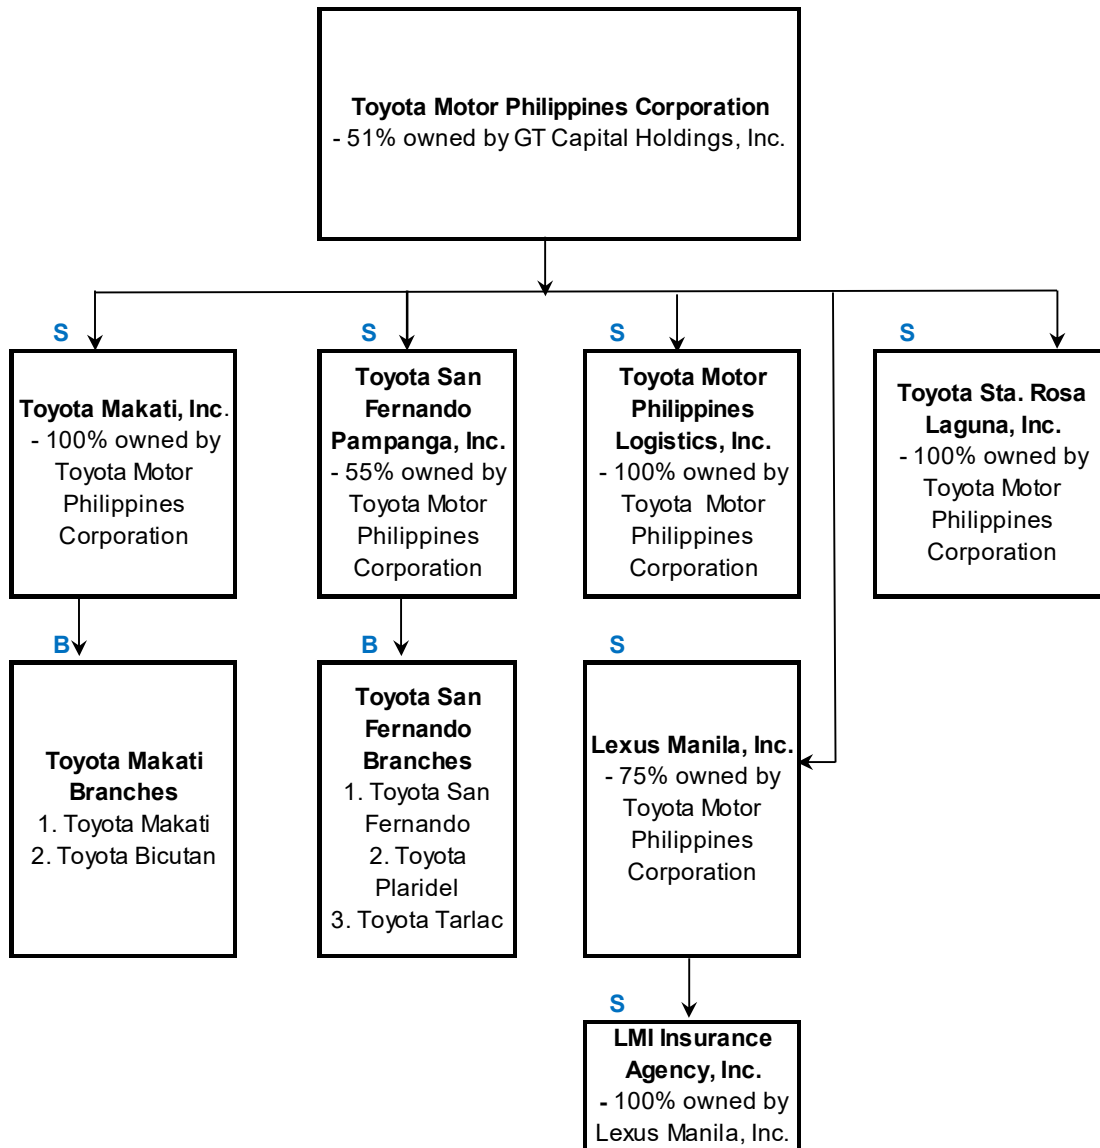 Toyota Motor Philippines Corporation
- 51% owned by GT Capital Holdings, Inc.
S
Toyota Makati, Inc.
- 100% owned by
Toyota Motor
Philippines
Corporation
S
Toyota San
Fernando
Pampanga, Inc.
- 55% owned by
Toyota Motor
Philippines
Corporation
S
Toyota Motor
Philippines
Logistics, Inc.
- 100% owned by
Toyota Motor
Philippines
Corporation
S
Toyota Sta. Rosa
Laguna, Inc.
- 100% owned by
Toyota Motor
Philippines
Corporation
B
Toyota Makati
Branches
1. Toyota Makati
2. Toyota Bicutan
B
Toyota San
Fernando
Branches
1. Toyota San
Fernando
2. Toyota
Plaridel
3. Toyota Tarlac
S
Lexus Manila, Inc.
- 75% owned by
Toyota Motor
Philippines
Corporation
S
LMI Insurance
Agency, Inc.
- 100% owned by
Lexus Manila, Inc.